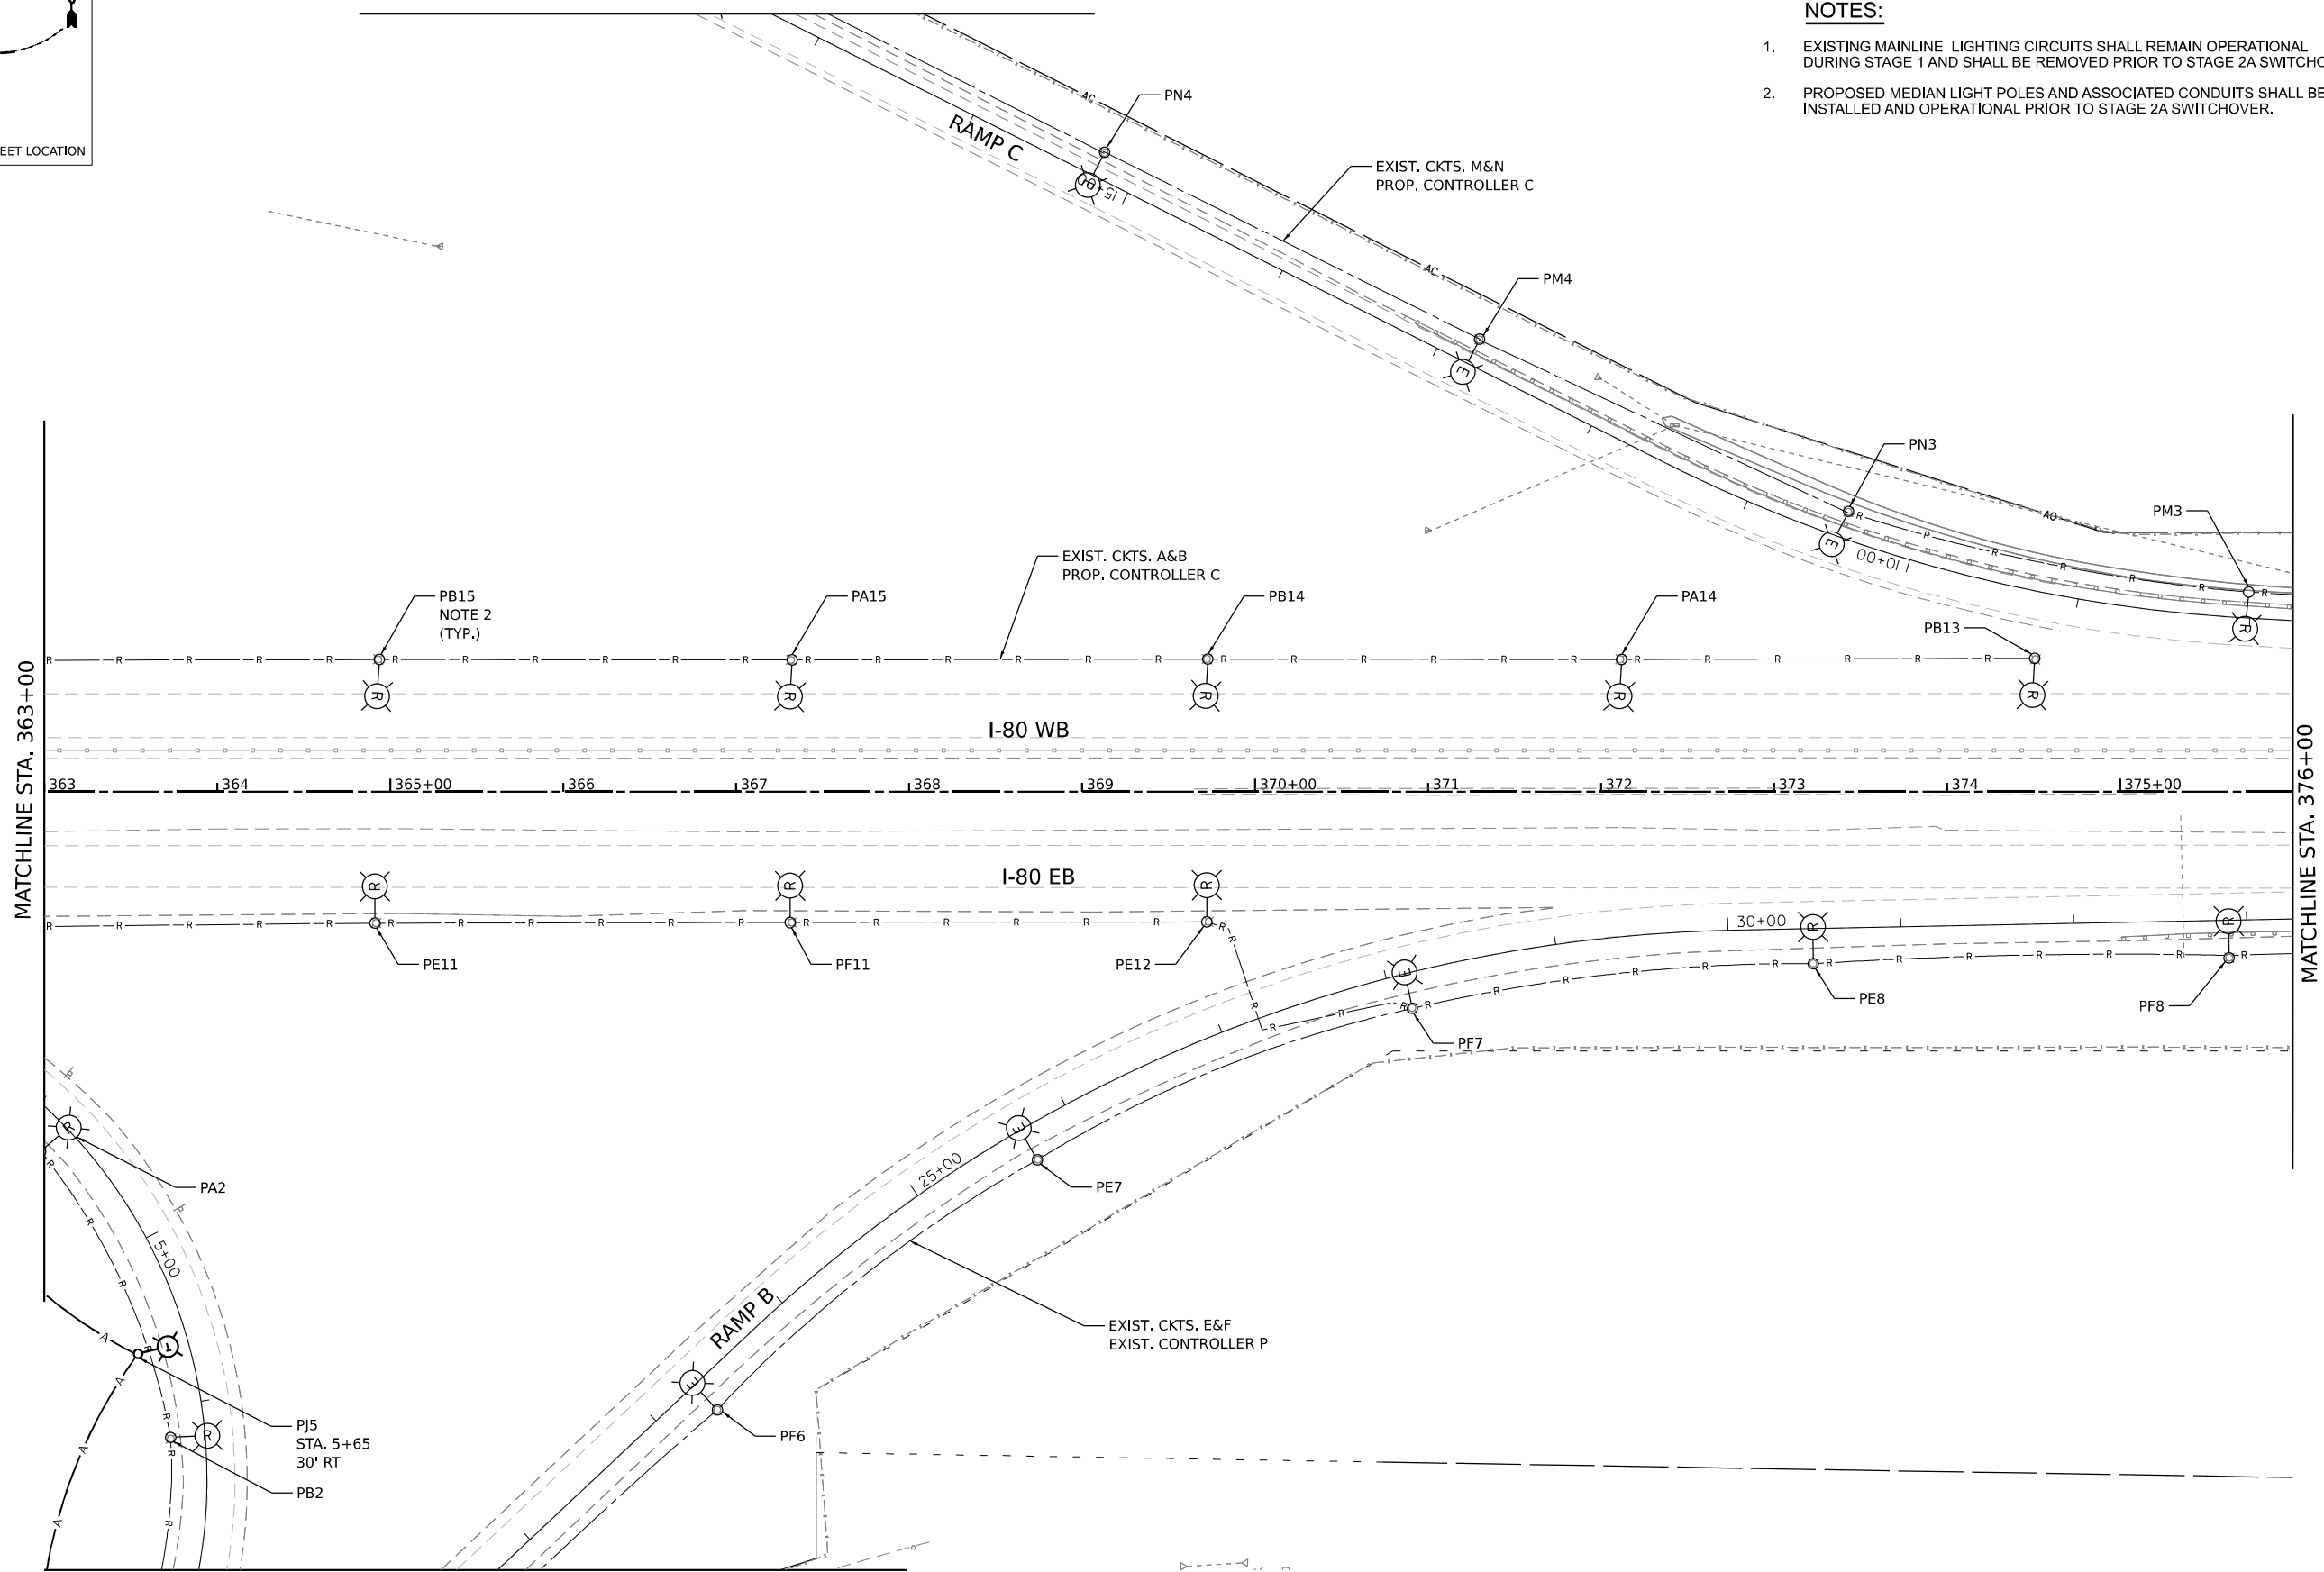 EET LOCATION
NOTES:
1. EXISTING MAINLINE LIGHTING CIRCUITS SHALL REMAIN OPERATIONAL
DURING STAGE 1 AND SHALL BE REMOVED PRIOR TO STAGE 2A SWITCHO
2. PROPOSED MEDIAN LIGHT POLES AND ASSOCIATED CONDUITS SHALL BE
INSTALLED AND OPERATIONAL PRIOR TO STAGE 2A SWITCHOVER.
AC
PN4
RAMP C
15+00
EXIST. CKTS. M&N
PROP. CONTROLLER C
AC
PM4
E
PN3
E
10+00
AC
PM3
R
R R R R R R R
EXIST. CKTS. A&B
PROP. CONTROLLER C
PB15
NOTE 2
(TYP.)
PA15
PB14
PA14
PB13
R R R R R R R R R R R R R R R R R R R R R R R R R R R R
R R R R R
I-80 WB
363 364 365+00 366 367 368 369 370+00 371 372 373 374 375+00
MATCHLINE STA. 363+00
MATCHLINE STA. 376+00
I-80 EB
R R R
R R R R R R R R R R R R R R R R R
PE11
PF11
PE12
R R R R R
E
PF7
30+00
R
PE8
R
PF8
R R R R R R R R R R R R
R
PA2
5+00
E
PE7
25+00
RAMP B
EXIST. CKTS. E&F
EXIST. CONTROLLER P
E
PF6
R R R R R R R
A A A A A
1
PJ5
STA. 5+65
30' RT
R
PB2